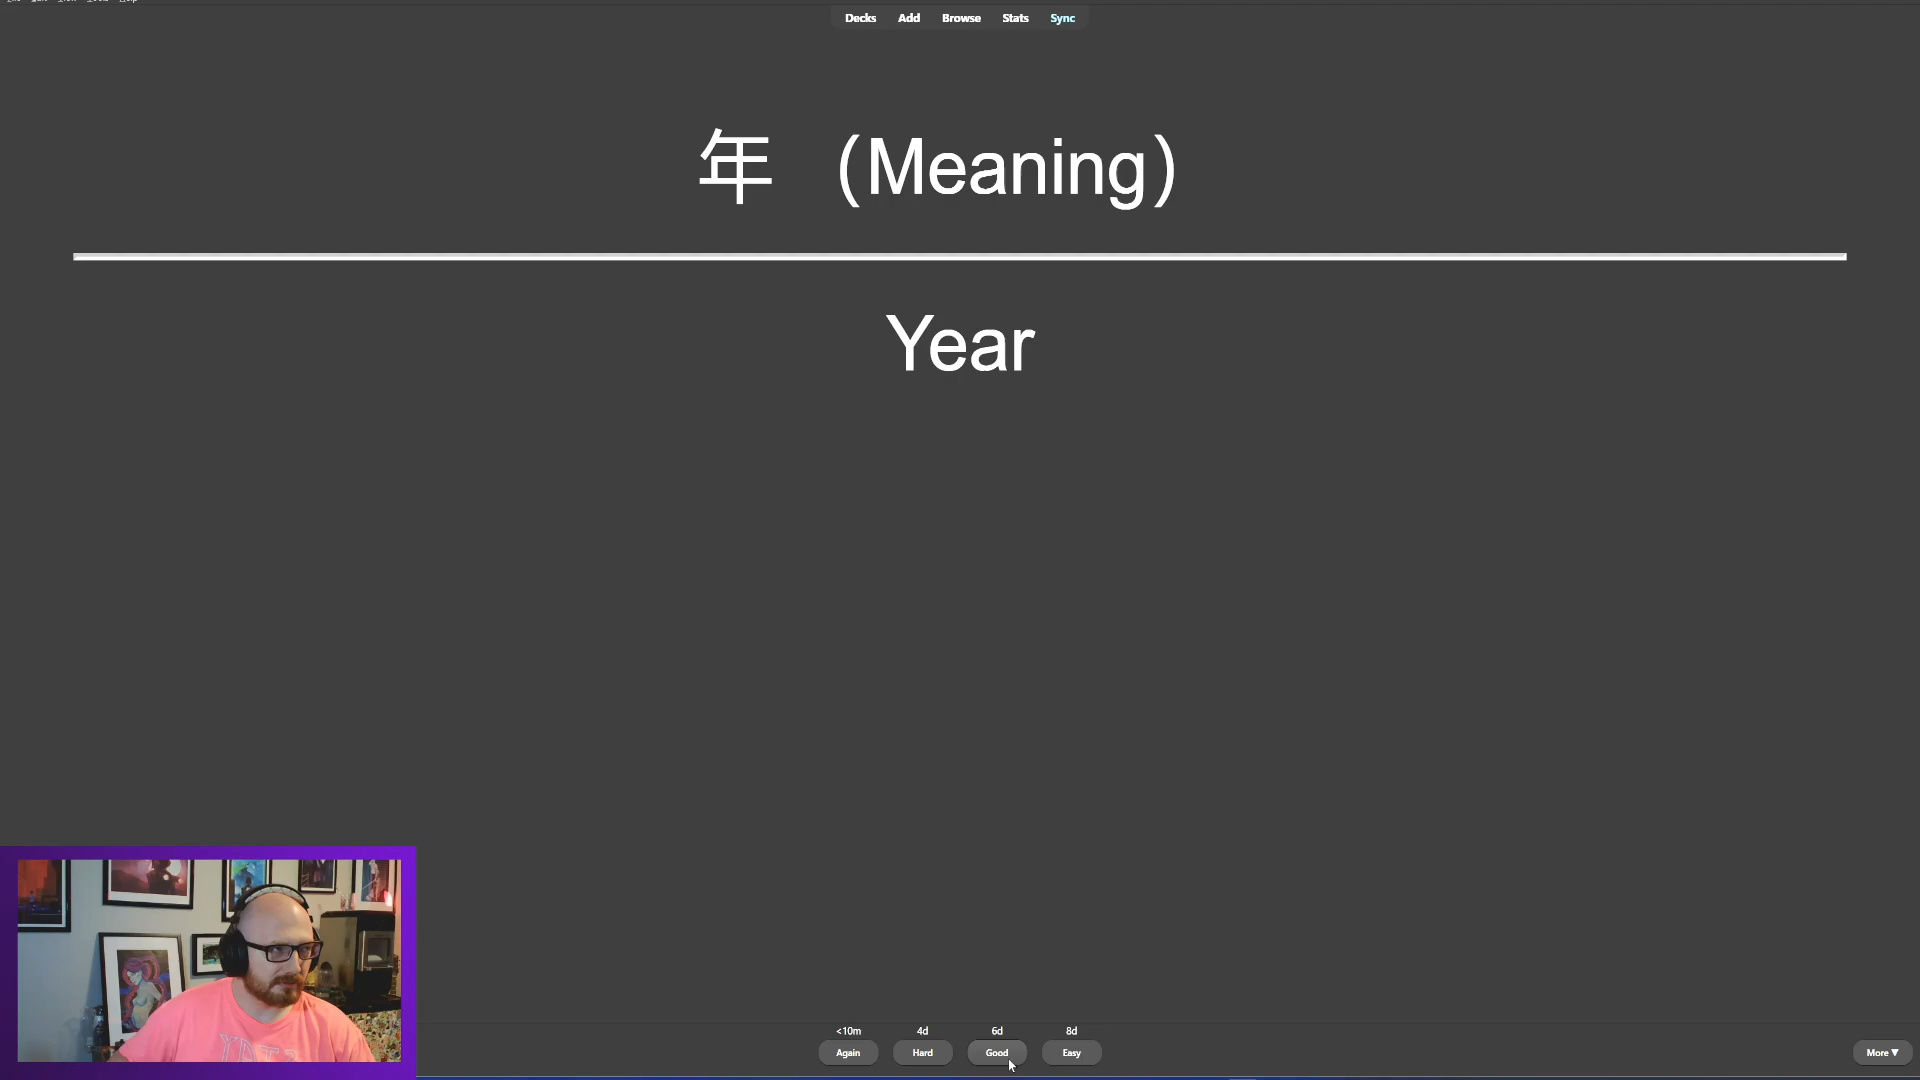 Decks Add Browse Stats Sync
年 (Meaning)
Year
<10m 4d 6d 8d
Again Hard Good Easy
More ▼